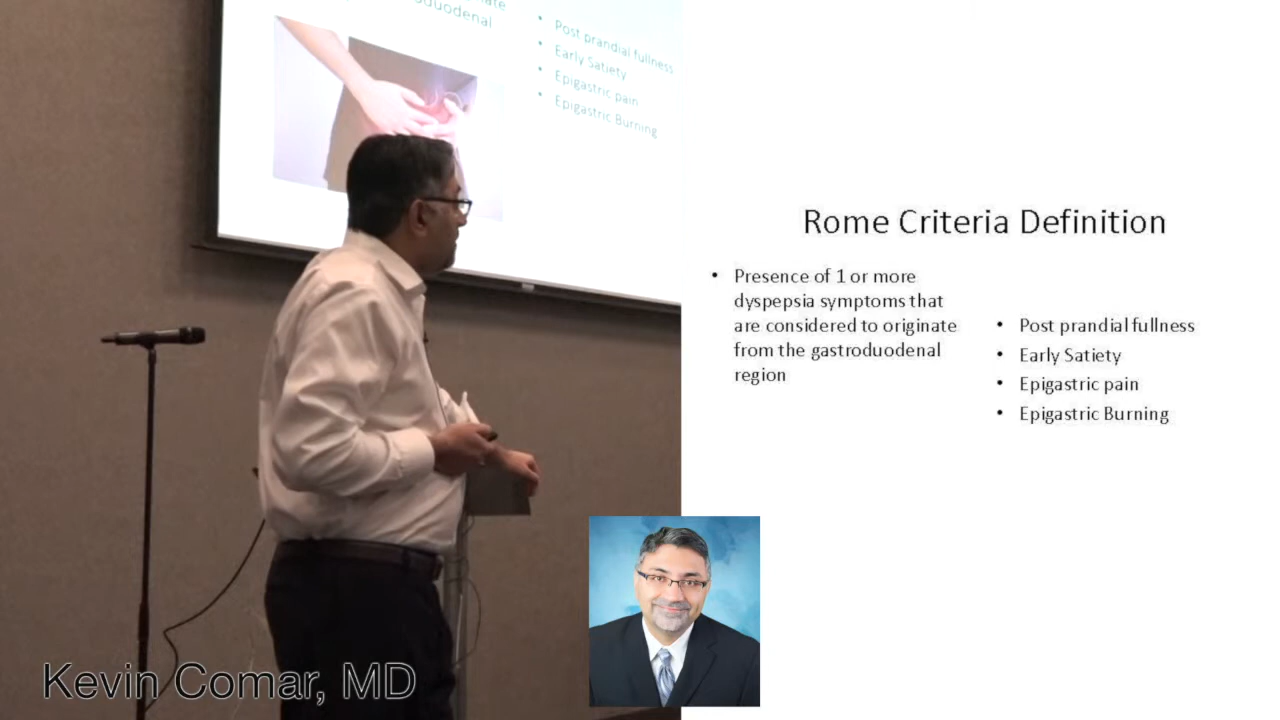 uodenal
• Post prandial fullness
• Early Satiety
• Epigastric pain
• Epigastric Burning
Rome Criteria Definition
• Presence of 1 or more
dyspepsia symptoms that
are considered to originate
from the gastroduodenal
region
• Post prandial fullness
• Early Satiety
• Epigastric pain
• Epigastric Burning
Kevin Comar, MD